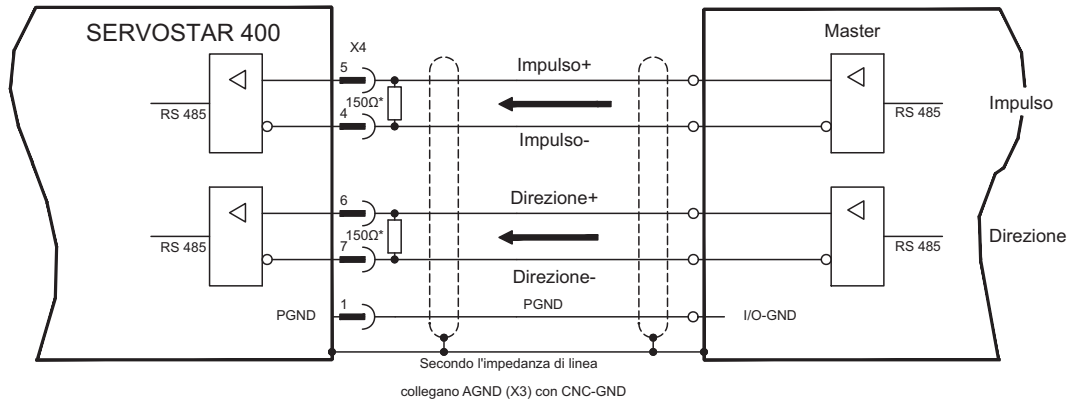 SERVOSTAR 400
Master
X4
5
Impulso+
150Ω*
RS 485
RS 485
Impulso
4
Impulso-
6
Direzione+
150Ω*
RS 485
RS 485
Direzione
7
Direzione-
PGND
1
PGND
I/O-GND
Secondo l'impedanza di linea
collegano AGND (X3) con CNC-GND